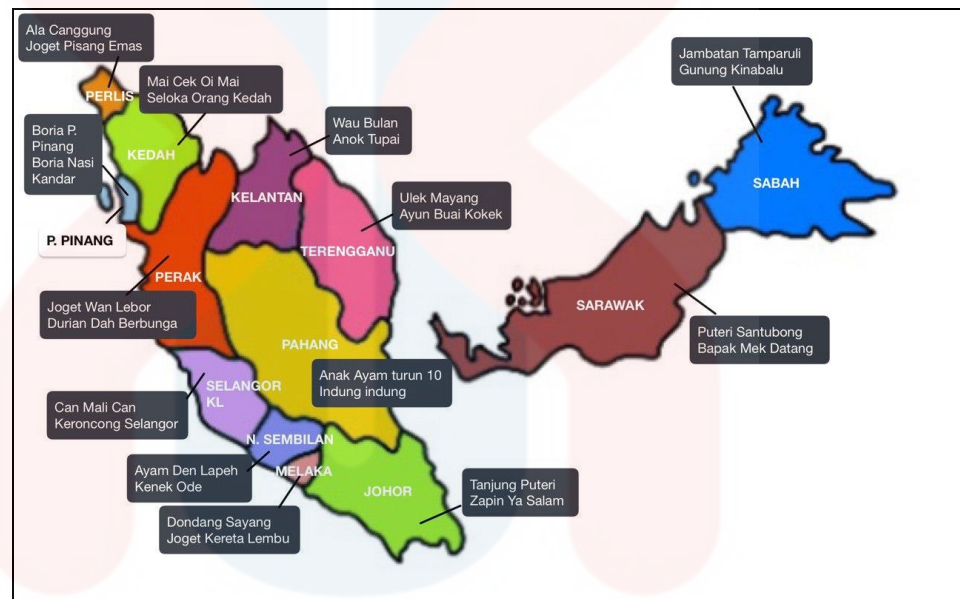 Ala Canggung
Joget Pisang Emas
PERLIS
Mai Cek Oi Mai
Seloka Orang Kedah
KEDAH
Boria P.
Pinang
Boria Nasi
Kandar
P. PINANG
Wau Bulan
Anok Tupai
KELANTAN
Ulek Mayang
Ayun Buai Kokek
TERENGGANU
PERAK
Joget Wan Lebor
Durian Dah Berbunga
PAHANG
Anak Ayam turun 10
Indung indung
SELANGOR
KL
Can Mali Can
Keroncong Selangor
N. SEMBILAN
Ayam Den Lapeh
Kenek Ode
MELAKA
Dondang Sayang
Joget Kereta Lembu
JOHOR
Tanjung Puteri
Zapin Ya Salam
Jambatan Tamparuli
Gunung Kinabalu
SABAH
SARAWAK
Puteri Santubong
Bapak Mek Datang